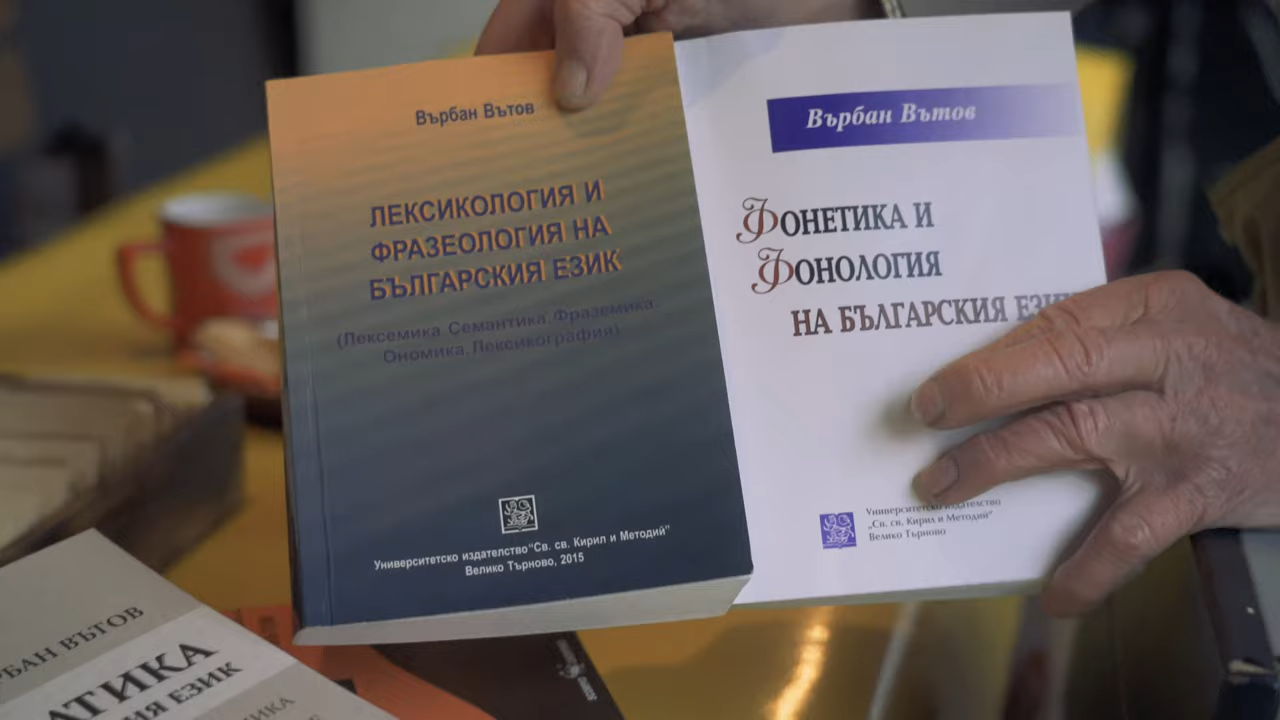 Върбан Вътов
ЛЕКСИКОЛОГИЯ И
ФРАЗЕОЛОГИЯ НА
БЪЛГАРСКИЯ ЕЗИК
(Лексемика. Семантика. Фраземика.
Ономика. Лексикография)
Университетско издателство "Св. св. Кирил и Методий"
Велико Търново, 2015
Върбан Вътов
ФОНЕТИКА И
ФОНОЛОГИЯ
НА БЪЛГАРСКИЯ
Университетско издателство
„Св. св. Кирил и Методий"
Велико Търново
ВЪТОВ
ЕЗИК